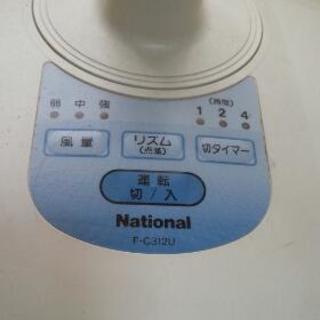 弱 中 強
(時間)
1 2 4
風量
リズム
(点滅)
切タイマー
運転
切/入
National
F-C312U